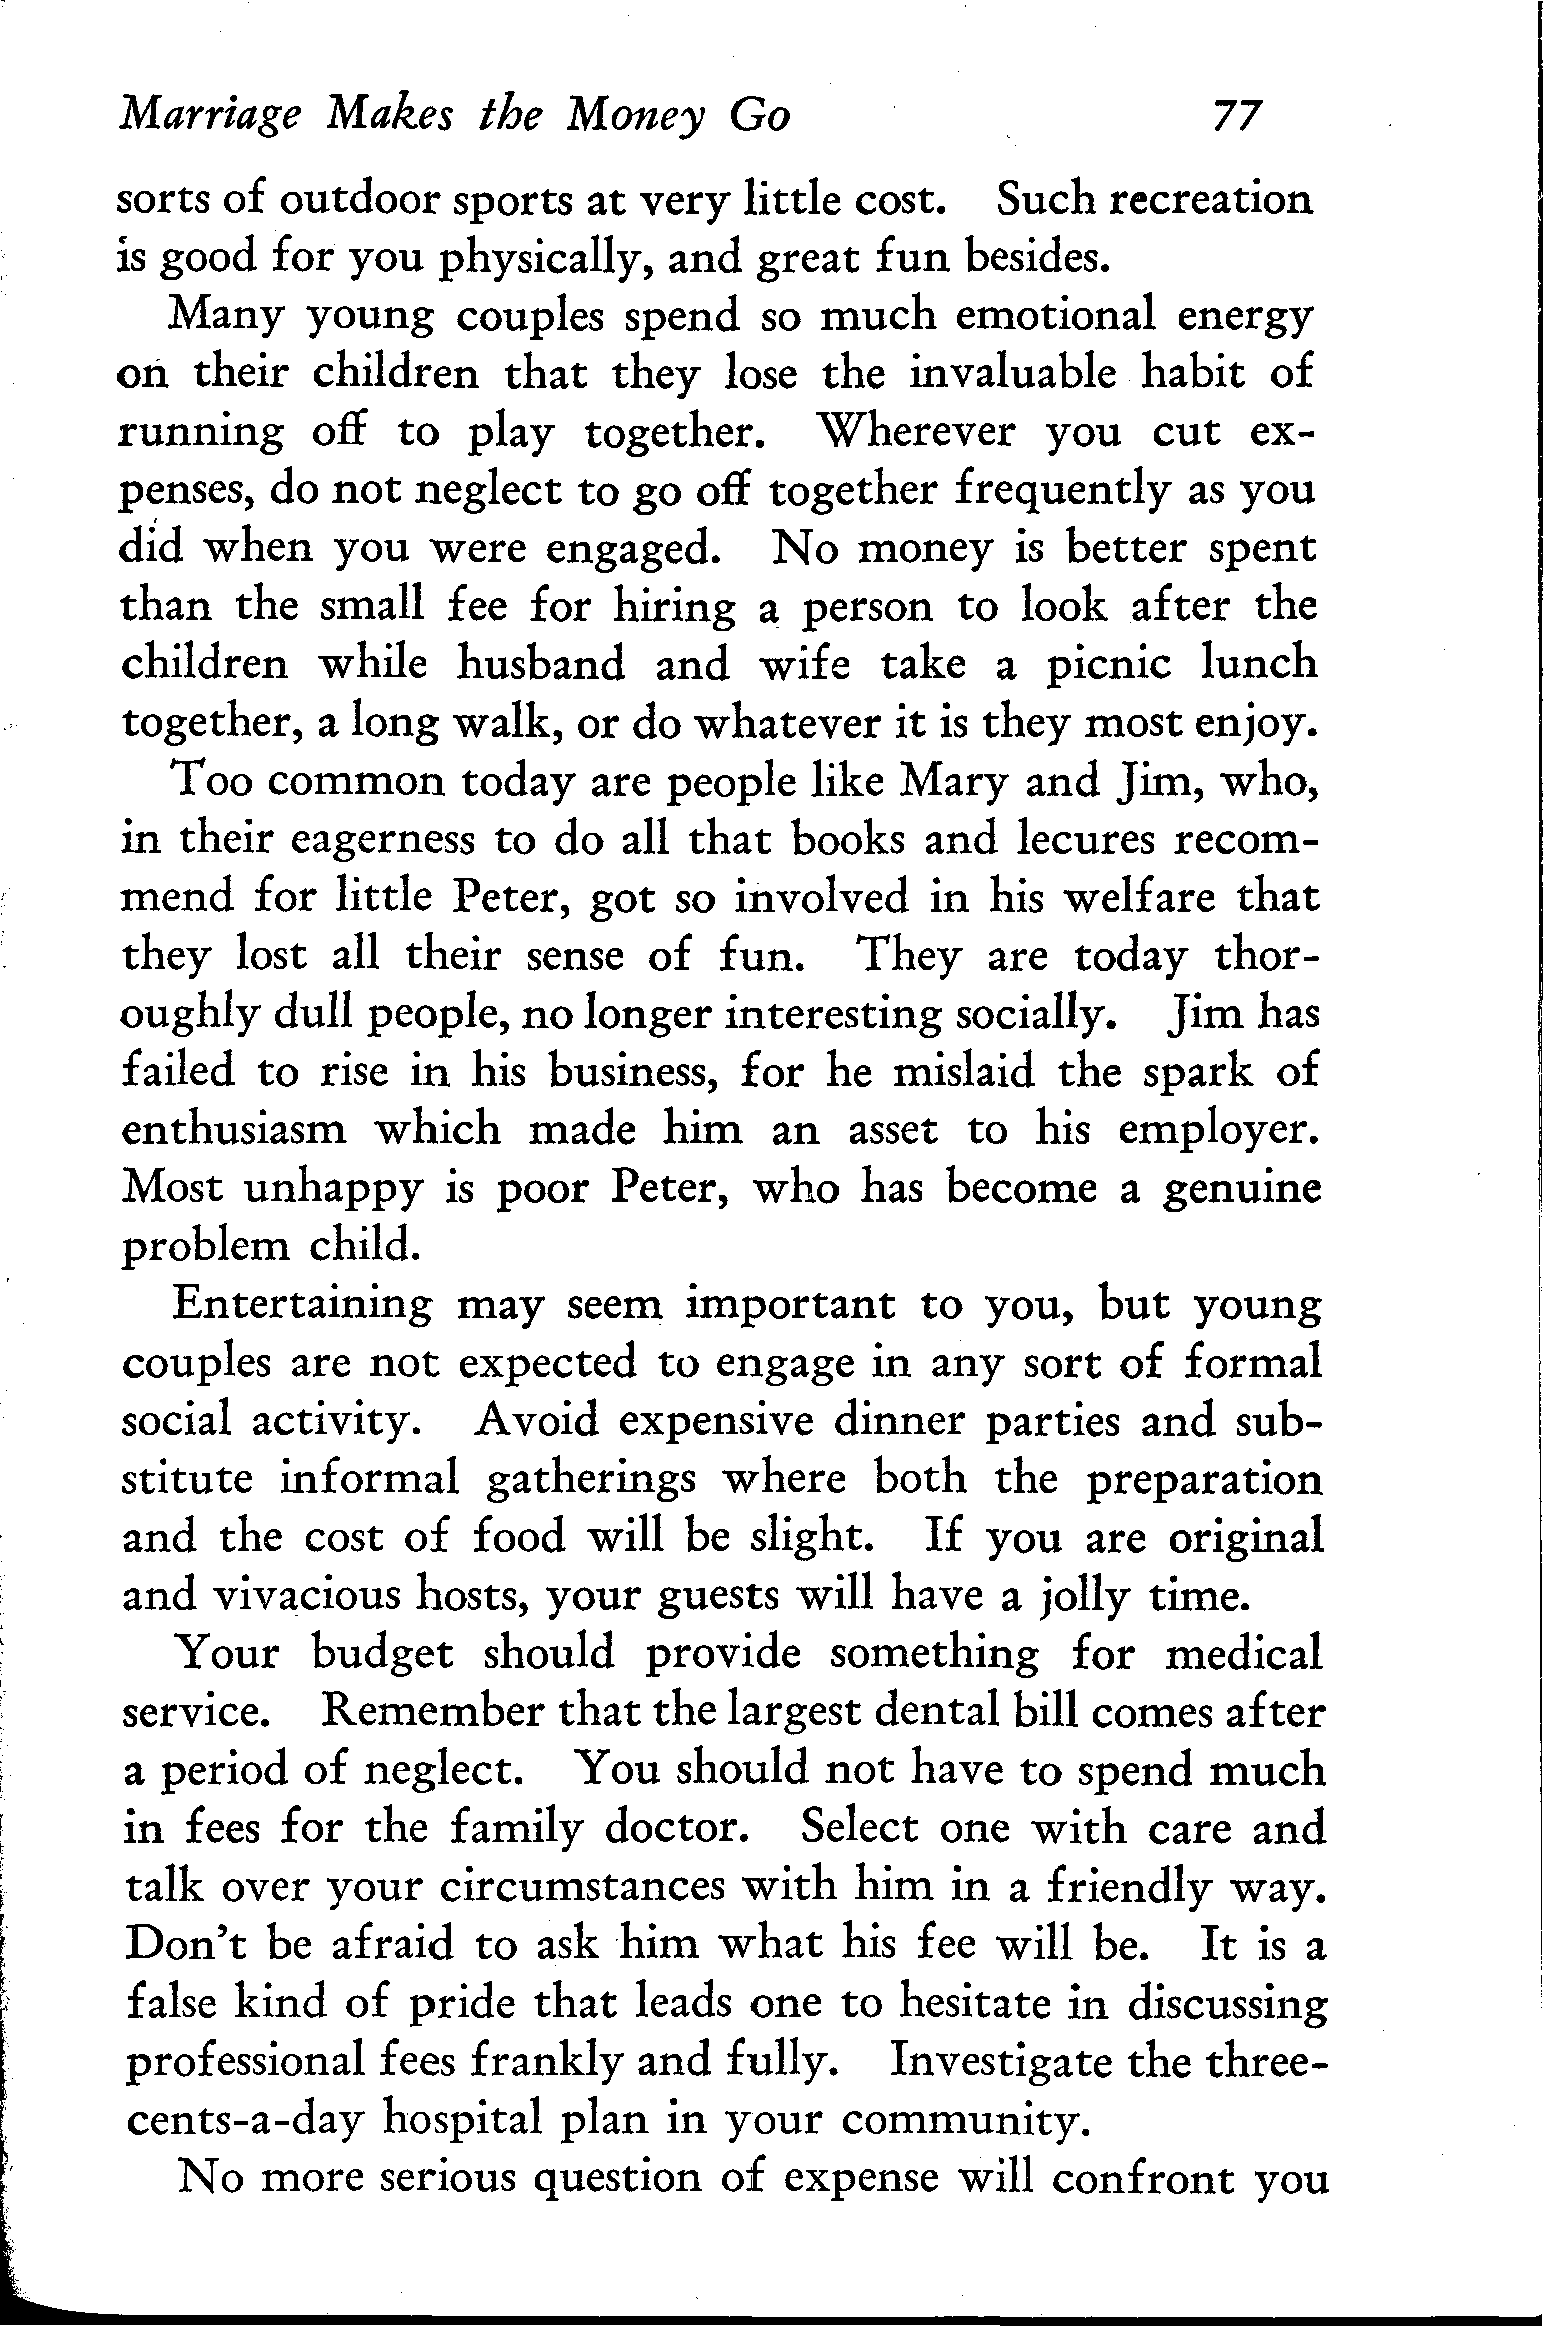 Marriage Makes the Money Go 77
sorts of outdoor sports at very little cost. Such recreation
is good for you physically, and great fun besides.
Many young couples spend so much emotional energy
on their children that they lose the invaluable habit of
running off to play together. Wherever you cut ex-
penses, do not neglect to go off together frequently as you
did when you were engaged. No money is better spent
than the small fee for hiring a person to look after the
children while husband and wife take a picnic lunch
together, a long walk, or do whatever it is they most enjoy.
Too common today are people like Mary and Jim, who,
in their eagerness to do all that books and lecures recom-
mend for little Peter, got so involved in his welfare that
they lost all their sense of fun. They are today thor-
oughly dull people, no longer interesting socially. Jim has
failed to rise in his business, for he mislaid the spark of
enthusiasm which made him an asset to his employer.
Most unhappy is poor Peter, who has become a genuine
problem child.
Entertaining may seem important to you, but young
couples are not expected to engage in any sort of formal
social activity. Avoid expensive dinner parties and sub-
stitute informal gatherings where both the preparation
and the cost of food will be slight. If you are original
and vivacious hosts, your guests will have a jolly time.
Your budget should provide something for medical
service. Remember that the largest dental bill comes after
a period of neglect. You should not have to spend much
in fees for the family doctor. Select one with care and
talk over your circumstances with him in a friendly way.
Don't be afraid to ask him what his fee will be. It is a
false kind of pride that leads one to hesitate in discussing
professional fees frankly and fully. Investigate the three-
cents-a-day hospital plan in your community.
No more serious question of expense will confront you